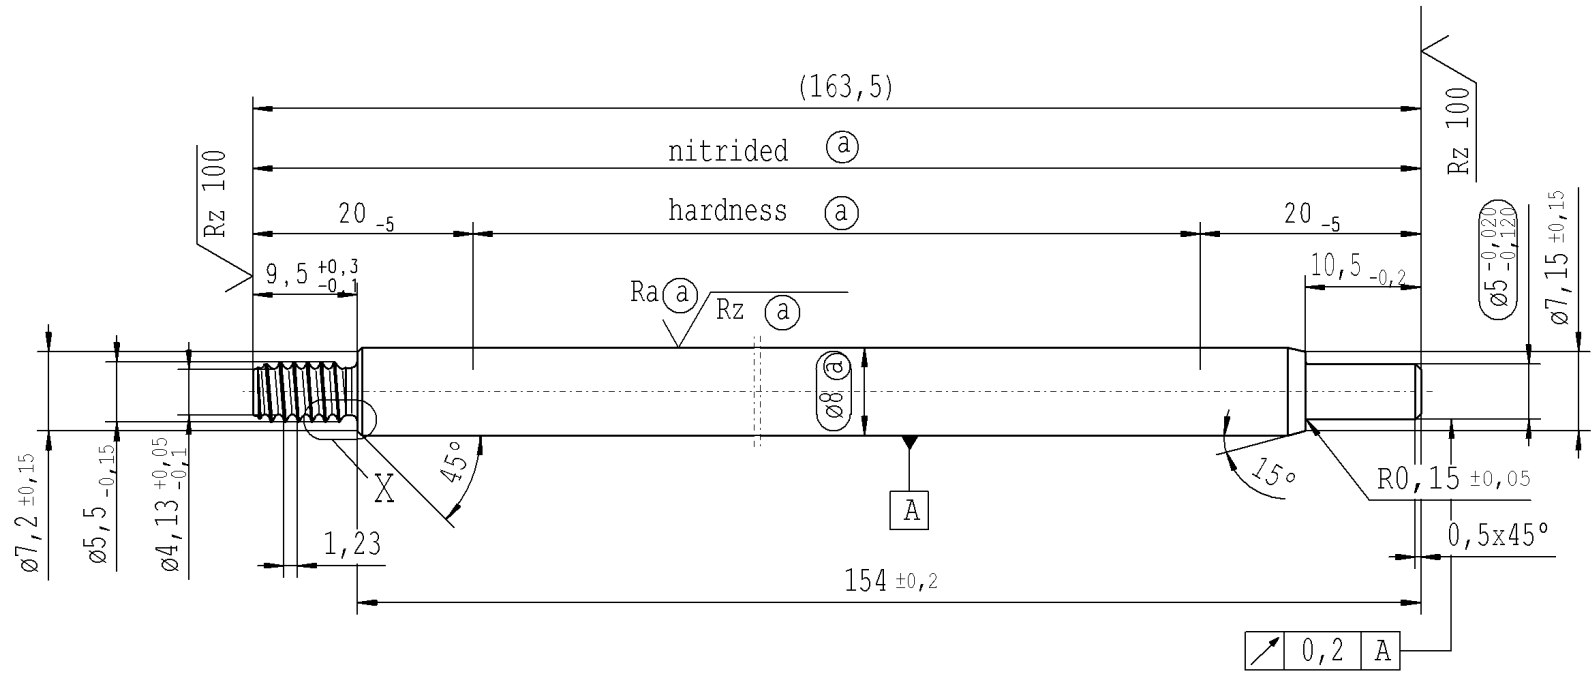 (163,5)
nitrided a
Rz 100
Rz 100
20 -5
hardness a
20 -5
9,5 +0,3 -0,1
10,5 -0,2
ø5 -0,020 -0,120
ø7,15 ±0,15
Ra a
Rz a
ø8 a
ø7,2 ±0,15
ø5,5 -0,15
ø4,13 +0,05 -0,1
X
45°
15°
A
R0,15 ±0,05
1,23
0,5x45°
154 ±0,2
0,2 A